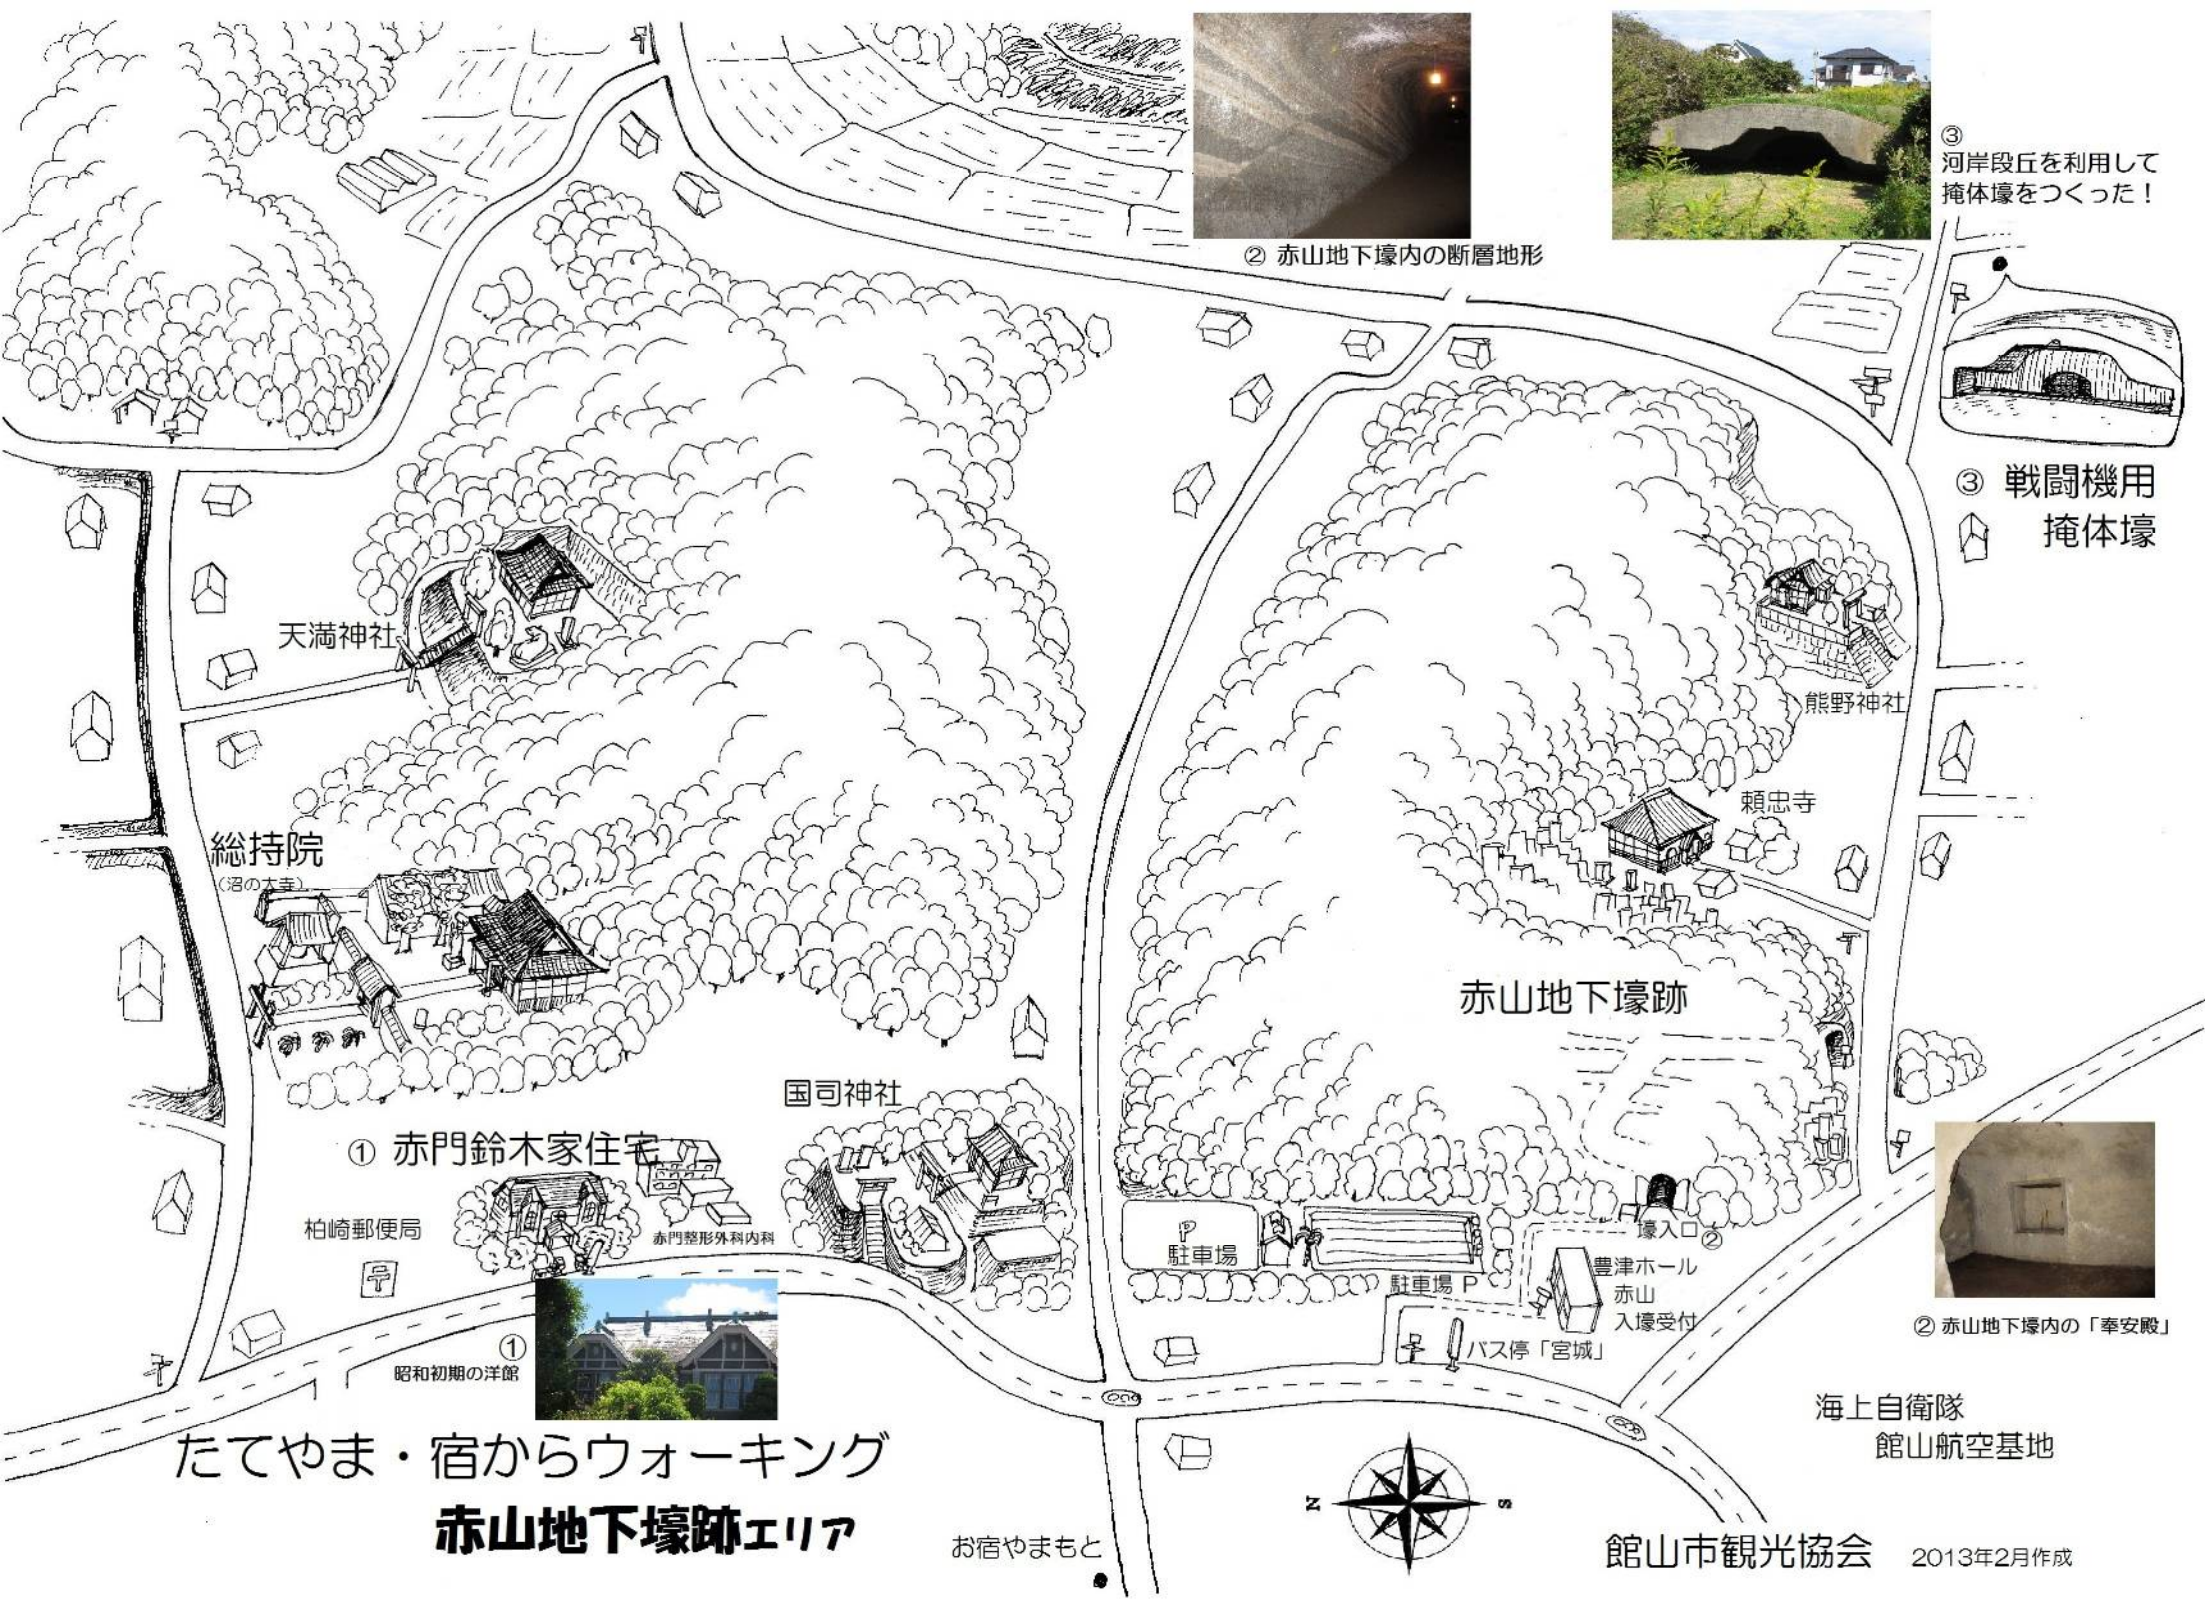 ② 赤山地下壕内の断層地形
③
河岸段丘を利用して
掩体壕をつくった！
③ 戦闘機用
掩体壕
天満神社
熊野神社
頼忠寺
総持院
（沼の大寺）
赤山地下壕跡
国司神社
① 赤門鈴木家住宅
柏崎郵便局
赤門整形外科内科
P
駐車場
駐車場 P
壕入口②
豊津ホール
赤山
入壕受付
バス停「宮城」
② 赤山地下壕内の「奉安殿」
①
昭和初期の洋館
海上自衛隊
館山航空基地
たてやま・宿からウォーキング
赤山地下壕跡エリア
お宿やまもと
N
S
館山市観光協会 2013年2月作成